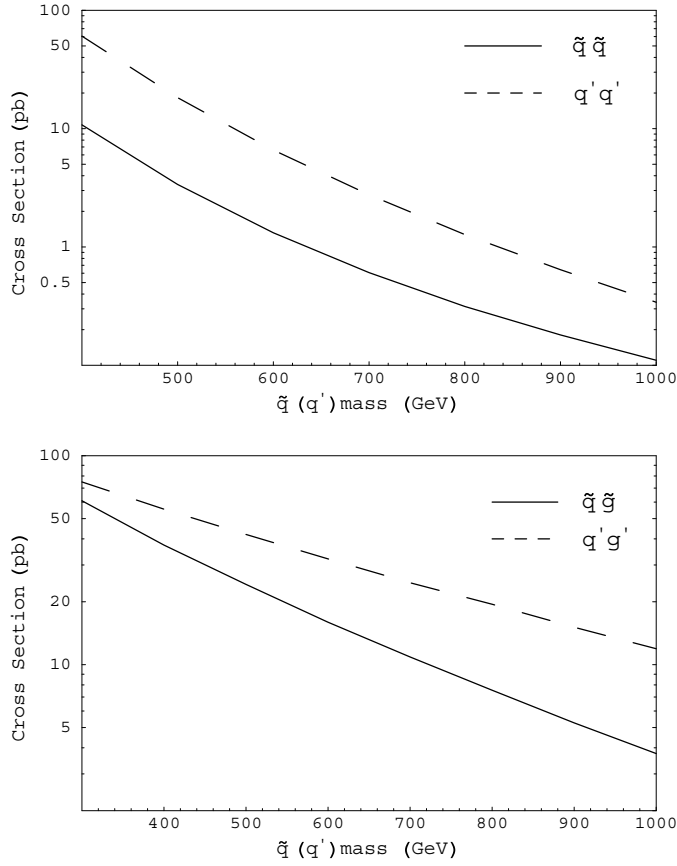 100
50
10
5
1
0.5
Cross Section (pb)
q̃ q̃
q' q'
500 600 700 800 900 1000
q̃ (q') mass (GeV)
100
50
20
10
5
Cross Section (pb)
q̃ g̃
q' g'
400 500 600 700 800 900 1000
q̃ (q') mass (GeV)